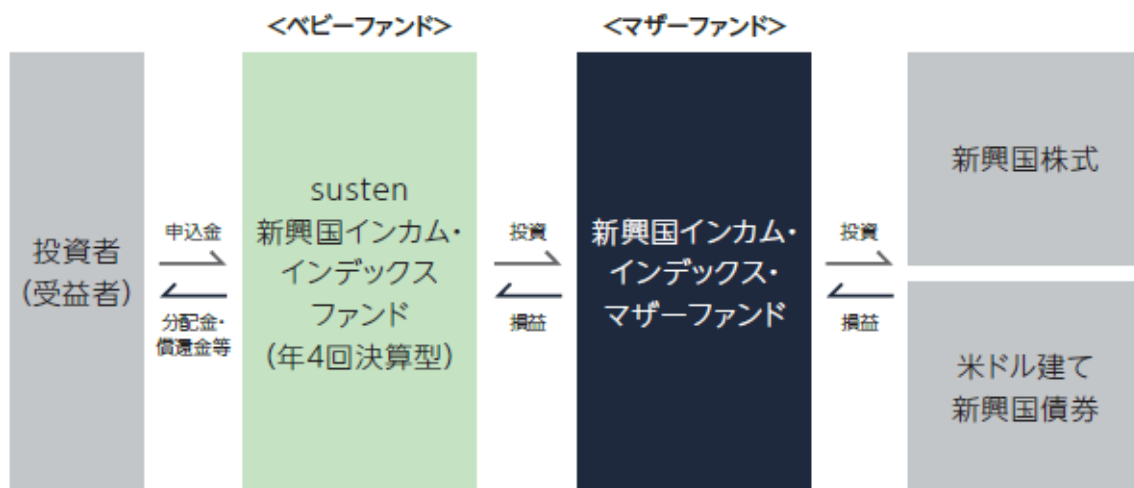 <ベビーファンド>
<マザーファンド>
投資者
(受益者)
申込金
分配金・
償還金等
susten
新興国インカム・
インデックス
ファンド
(年4回決算型)
投資
損益
新興国インカム・
インデックス・
マザーファンド
投資
損益
新興国株式
米ドル建て
新興国債券